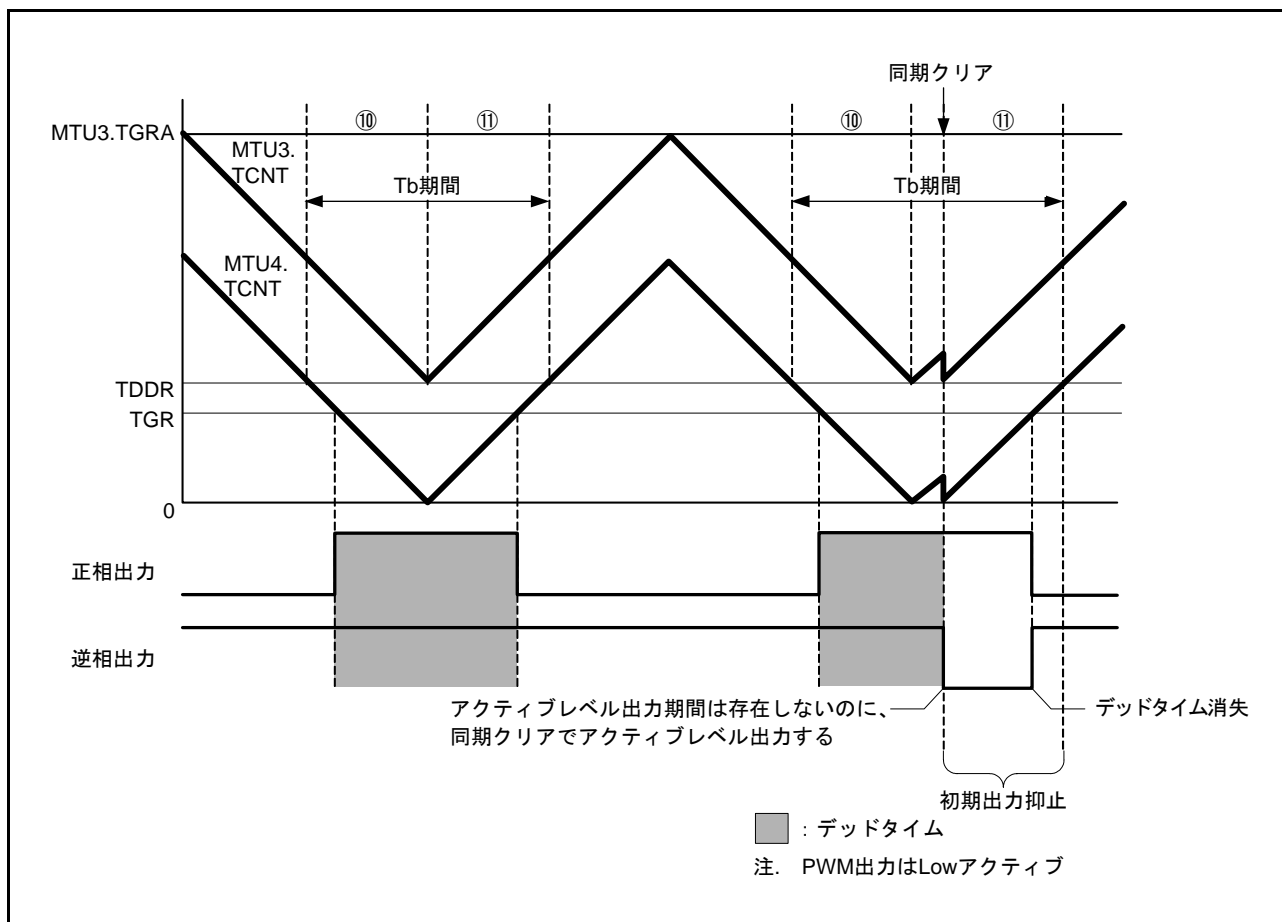 同期クリア
MTU3.TGRA
⑩
⑪
⑩
⑪
MTU3.
TCNT
Tb期間
Tb期間
MTU4.
TCNT
TDDR
TGR
0
正相出力
逆相出力
アクティブレベル出力期間は存在しないのに、
同期クリアでアクティブレベル出力する
デッドタイム消失
初期出力抑止
：デッドタイム
注. PWM出力はLowアクティブ